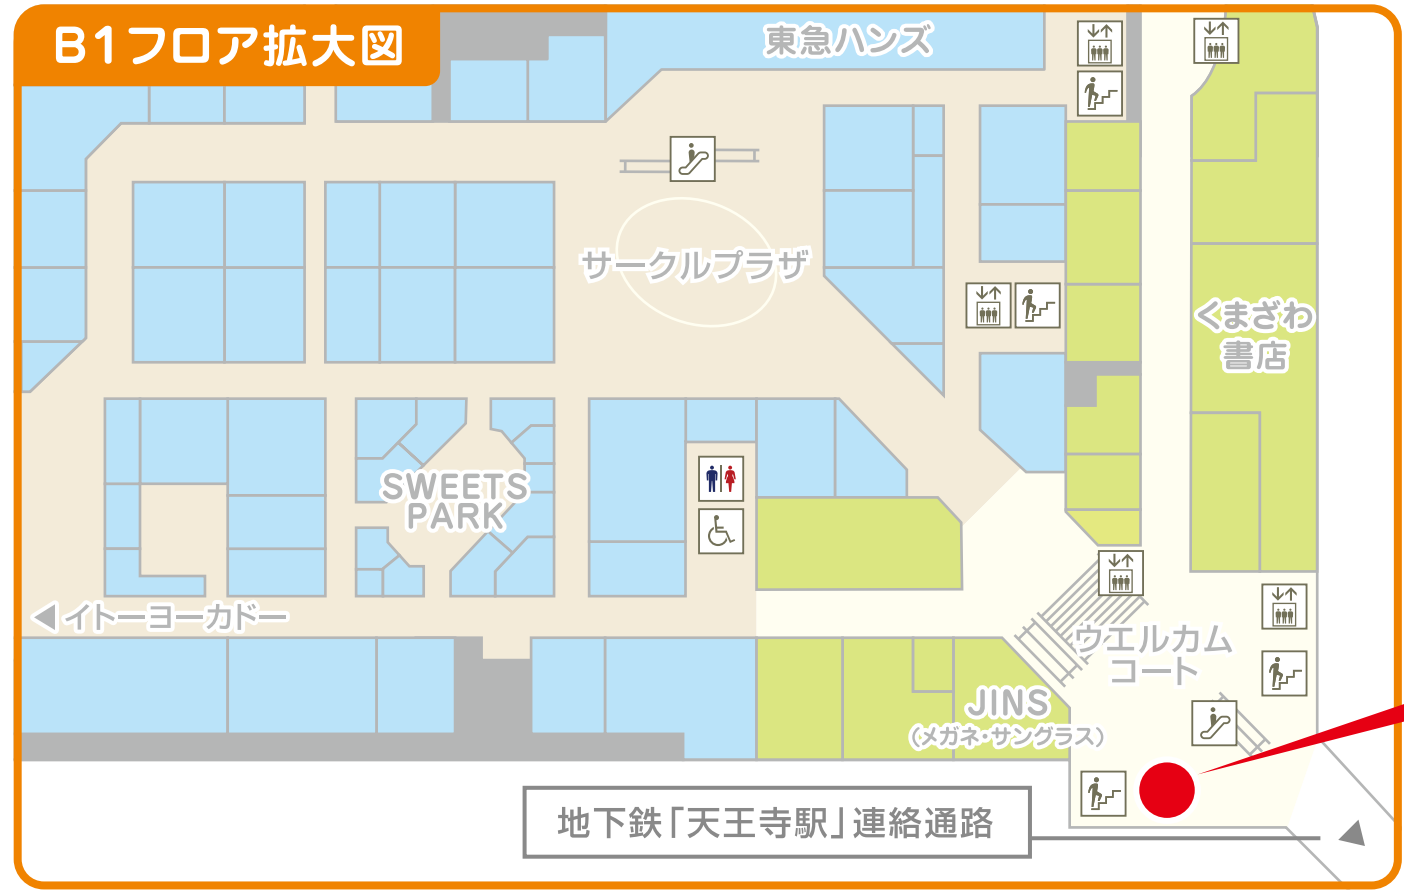 B1フロア拡大図
東急ハンズ
サークルプラザ
くまざわ
書店
SWEETS
PARK
イトーヨーカドー
ウエルカム
コート
JINS
(メガネ・サングラス)
地下鉄「天王寺駅」連絡通路